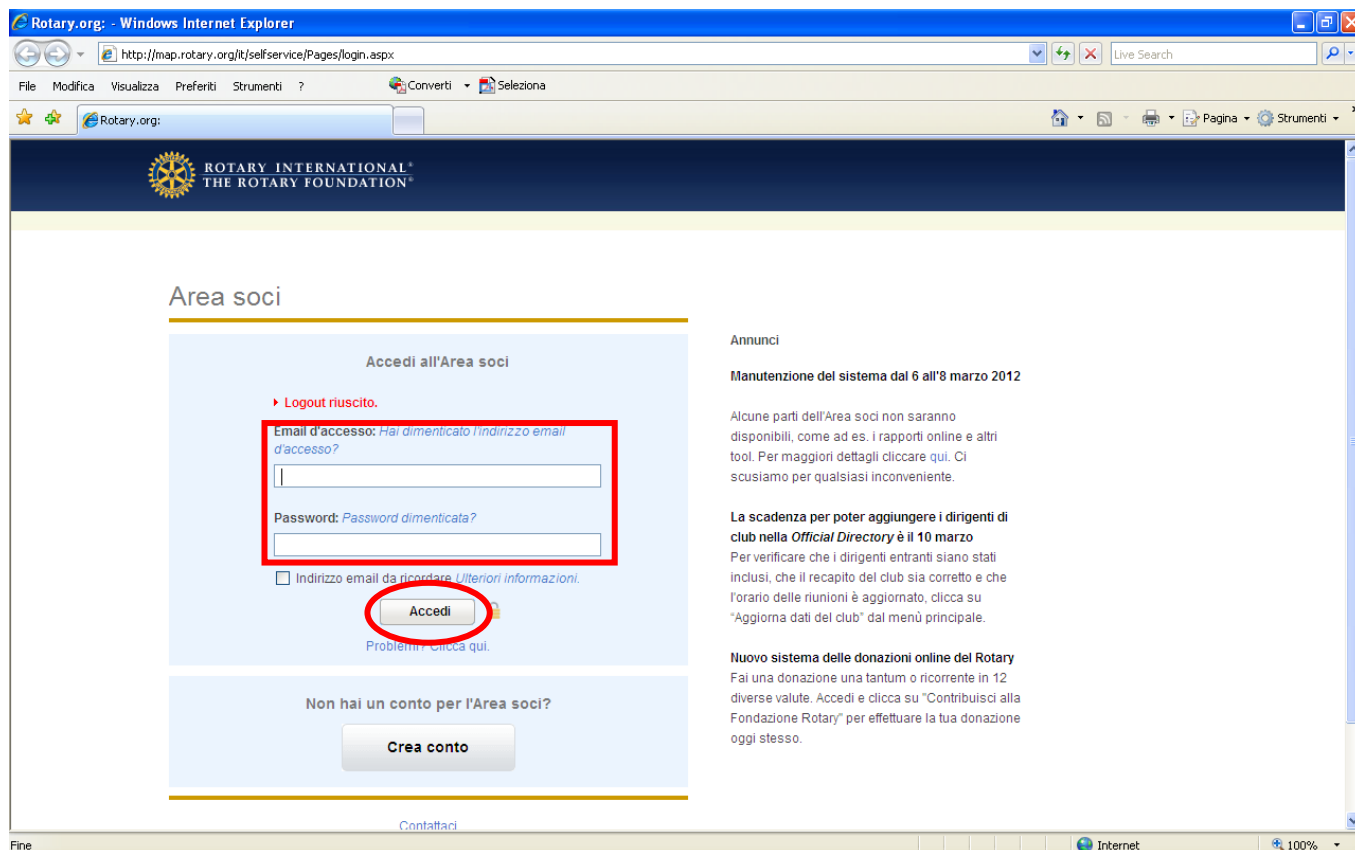 Rotary.org: - Windows Internet Explorer
http://map.rotary.org/it/selfservice/Pages/login.aspx
Live Search
File Modifica Visualizza Preferiti Strumenti ? Converti Seleziona
Rotary.org:
Pagina Strumenti
ROTARY INTERNATIONAL®
THE ROTARY FOUNDATION®
Area soci
Accedi all'Area soci
Logout riuscito.
Email d'accesso: Hai dimenticato l'indirizzo email
d'accesso?
Password: Password dimenticata?
Indirizzo email da ricordare Ulteriori informazioni.
Accedi
Problemi? Clicca qui.
Non hai un conto per l'Area soci?
Crea conto
Contattaci
Annunci
Manutenzione del sistema dal 6 all'8 marzo 2012
Alcune parti dell'Area soci non saranno
disponibili, come ad es. i rapporti online e altri
tool. Per maggiori dettagli cliccare qui. Ci
scusiamo per qualsiasi inconveniente.
La scadenza per poter aggiungere i dirigenti di
club nella Official Directory è il 10 marzo
Per verificare che i dirigenti entranti siano stati
inclusi, che il recapito del club sia corretto e che
l'orario delle riunioni è aggiornato, clicca su
"Aggiorna dati del club" dal menù principale.
Nuovo sistema delle donazioni online del Rotary
Fai una donazione una tantum o ricorrente in 12
diverse valute. Accedi e clicca su "Contribuisci alla
Fondazione Rotary" per effettuare la tua donazione
oggi stesso.
Fine
Internet
100%